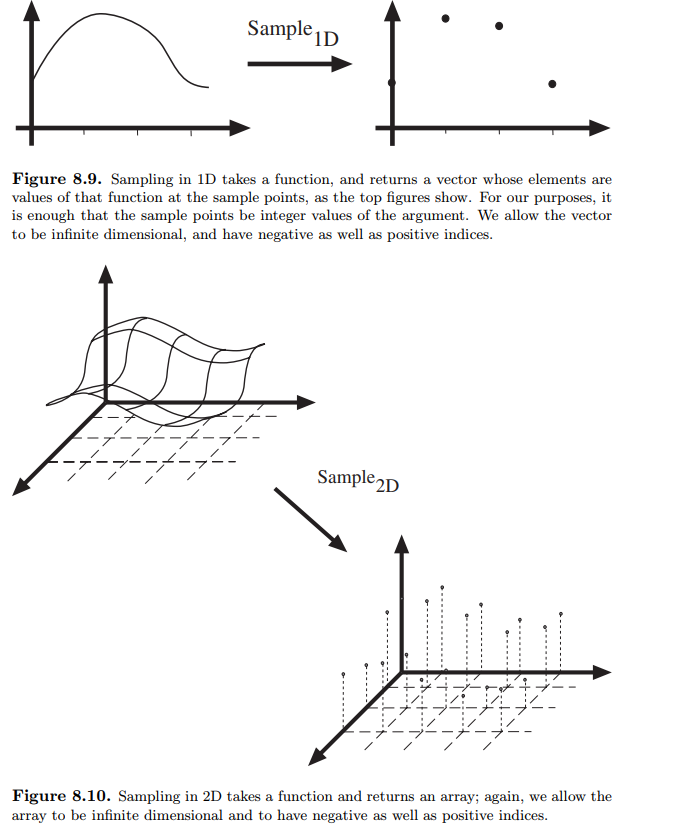 Sample1D
Figure 8.9. Sampling in 1D takes a function, and returns a vector whose elements are
values of that function at the sample points, as the top figures show. For our purposes, it
is enough that the sample points be integer values of the argument. We allow the vector
to be infinite dimensional, and have negative as well as positive indices.
Sample2D
Figure 8.10. Sampling in 2D takes a function and returns an array; again, we allow the
array to be infinite dimensional and to have negative as well as positive indices.